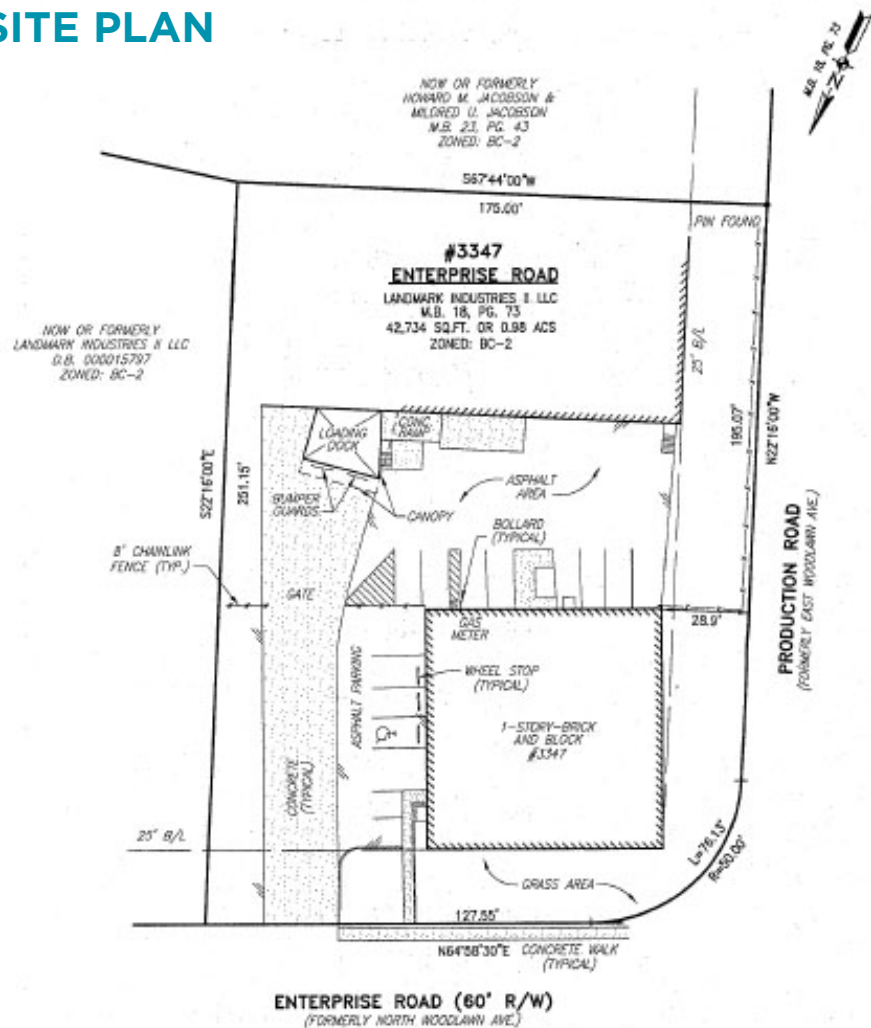 SITE PLAN
M.B. 18, PG. 73
N
NOW OR FORMERLY
HOWARD M. JACOBSON &
MILDRED U. JACOBSON
M.B. 23, PG. 43
ZONED: BC-2
S67°44'00"W
175.00'
PIN FOUND
#3347
ENTERPRISE ROAD
LANDMARK INDUSTRIES II LLC
M.B. 18, PG. 73
42,734 SQ.FT. OR 0.98 ACS
ZONED: BC-2
NOW OR FORMERLY
LANDMARK INDUSTRIES II LLC
D.B. 000015797
ZONED: BC-2
25' B/L
195.07'
N22°16'00"W
LOADING
DOCK
CONC
RAMP
S22°16'00"E
251.15'
ASPHALT
AREA
BUMPER
GUARDS
CANOPY
BOLLARD
(TYPICAL)
8' CHAINLINK
FENCE (TYP.)
GATE
GAS
METER
28.9'
PRODUCTION ROAD
(FORMERLY EAST WOODLAWN AVE.)
WHEEL STOP
(TYPICAL)
ASPHALT PARKING
1-STORY-BRICK
AND BLOCK
#3347
CONCRETE
(TYPICAL)
25' B/L
L=76.13'
R=50.00'
GRASS AREA
127.55'
N64°58'30"E
CONCRETE WALK
(TYPICAL)
ENTERPRISE ROAD (60' R/W)
(FORMERLY NORTH WOODLAWN AVE.)